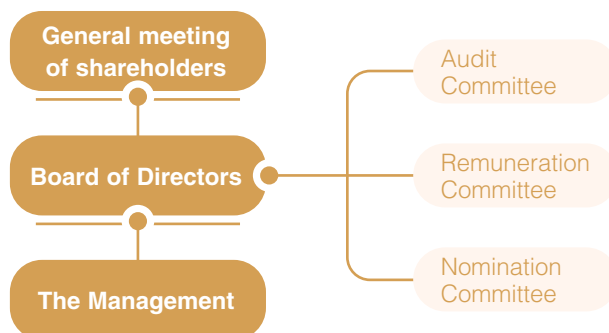 General meeting
of shareholders
Board of Directors
The Management
Audit
Committee
Remuneration
Committee
Nomination
Committee